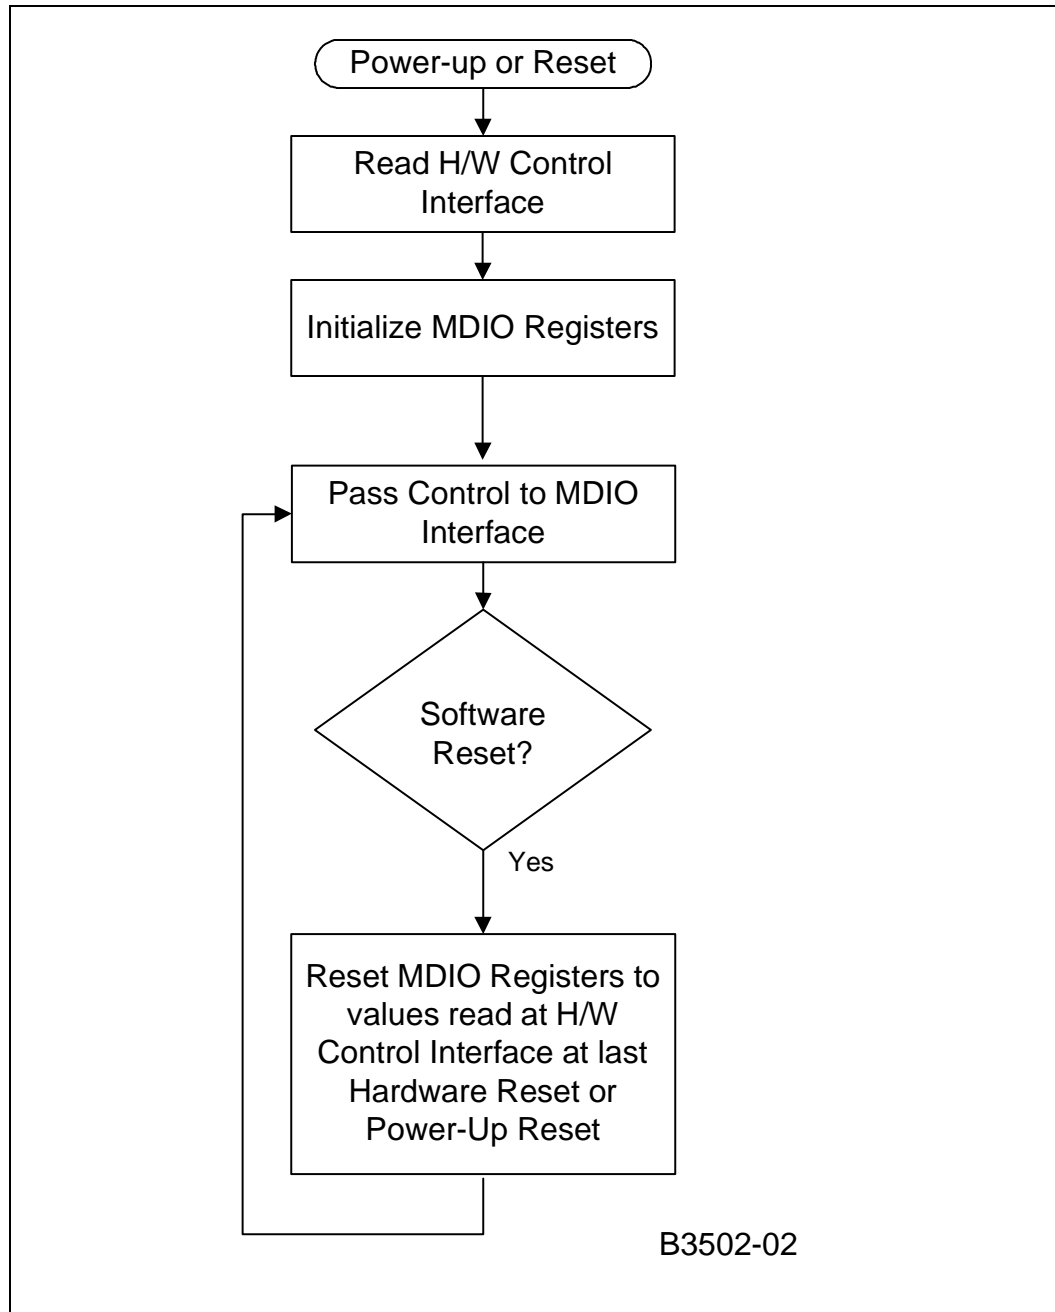 Power-up or Reset
Read H/W Control
Interface
Initialize MDIO Registers
Pass Control to MDIO
Interface
Software
Reset?
Yes
Reset MDIO Registers to
values read at H/W
Control Interface at last
Hardware Reset or
Power-Up Reset
B3502-02